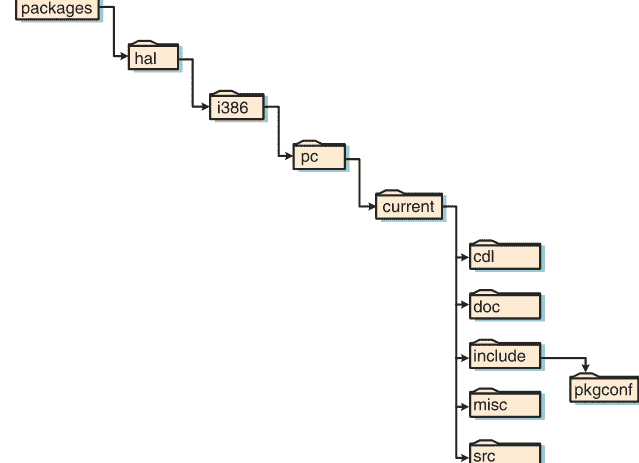 packages
hal
i386
pc
current
cdl
doc
include
pkgconf
misc
src